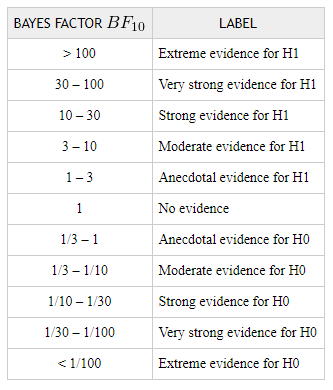 BAYES FACTOR BF10 LABEL
> 100 Extreme evidence for H1
30 – 100 Very strong evidence for H1
10 – 30 Strong evidence for H1
3 – 10 Moderate evidence for H1
1 – 3 Anecdotal evidence for H1
1 No evidence
1/3 – 1 Anecdotal evidence for H0
1/3 – 1/10 Moderate evidence for H0
1/10 – 1/30 Strong evidence for H0
1/30 – 1/100 Very strong evidence for H0
< 1/100 Extreme evidence for H0